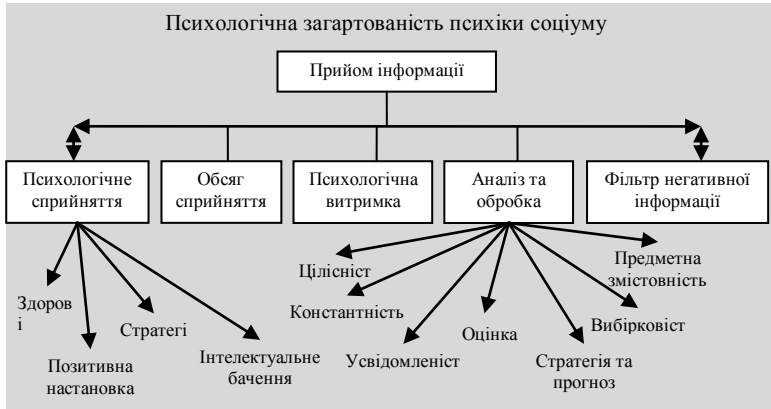 Психологічна загартованість психіки соціуму
Прийом інформації
Психологічне
сприйняття
Обсяг
сприйняття
Психологічна
витримка
Аналіз та
обробка
Фільтр негативної
інформації
Здоров
і
Позитивна
настановка
Стратегі
Інтелектуальне
бачення
Цілісніст
Константність
Усвідомленіст
Оцінка
Стратегія та
прогноз
Вибірковіст
Предметна
змістовність